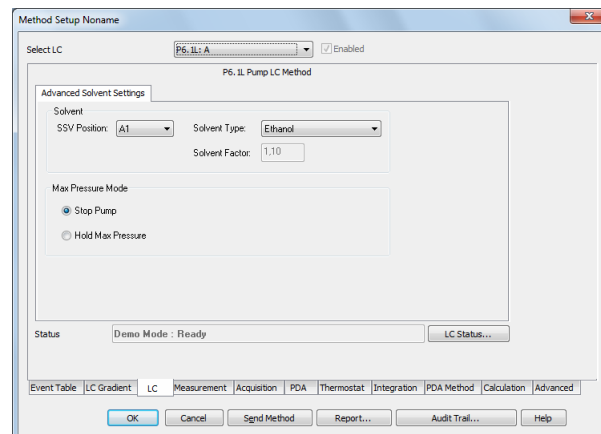 Method Setup Noname
Select LC P6.1L: A Enabled
P6.1L Pump LC Method
Advanced Solvent Settings
Solvent
SSV Position: A1 Solvent Type: Ethanol
Solvent Factor: 1,10
Max Pressure Mode
Stop Pump
Hold Max Pressure
Status Demo Mode : Ready LC Status...
Event Table LC Gradient LC Measurement Acquisition PDA Thermostat Integration PDA Method Calculation Advanced
OK Cancel Send Method Report... Audit Trail... Help